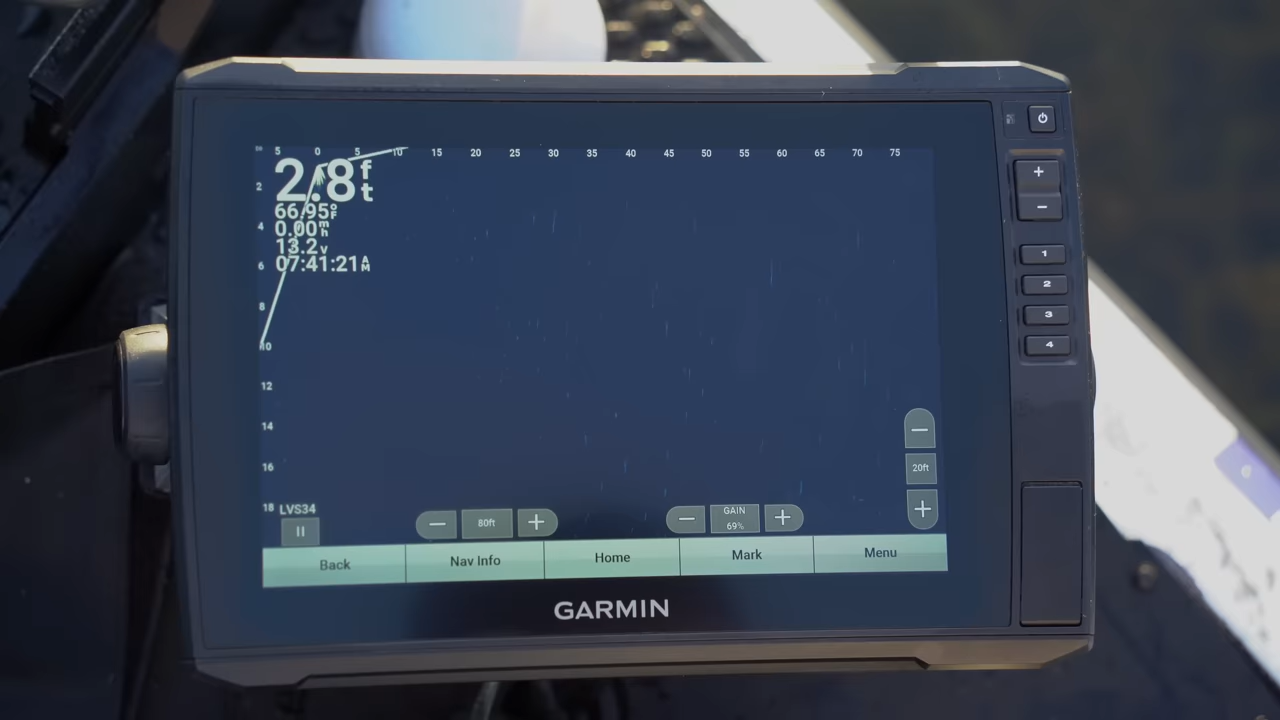 5 0 5 10 15 20 25 30 35 40 45 50 55 60 65 70 75
2.8 ft
2
66.95°F
4
0.00 mh
13.2 v
6
07:41:21 AM
8
10
12
14
16
18
LVS34
80ft
GAIN
69%
20ft
Back Nav Info Home Mark Menu
GARMIN
1
2
3
4